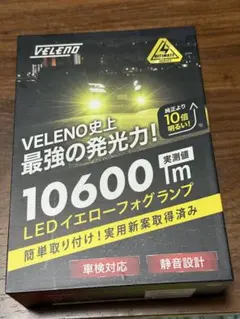 VELENO
ULTIMATE
純正より
10倍
明るい!
VELENO史上
最強の発光力!
実測値
10600lm
LEDイエローフォグランプ
簡単取り付け!実用新案取得済み
車検対応
静音設計